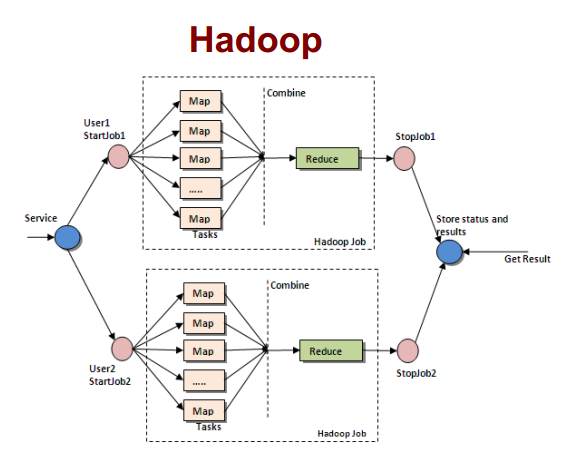 Hadoop
Combine
Map
User1
StartJob1
Map
StopJob1
Map
Reduce
.....
Service
Map
Tasks
Hadoop Job
Store status and
results
Get Result
Combine
Map
Map
Map
Reduce
User2
StartJob2
.....
StopJob2
Map
Tasks
Hadoop Job